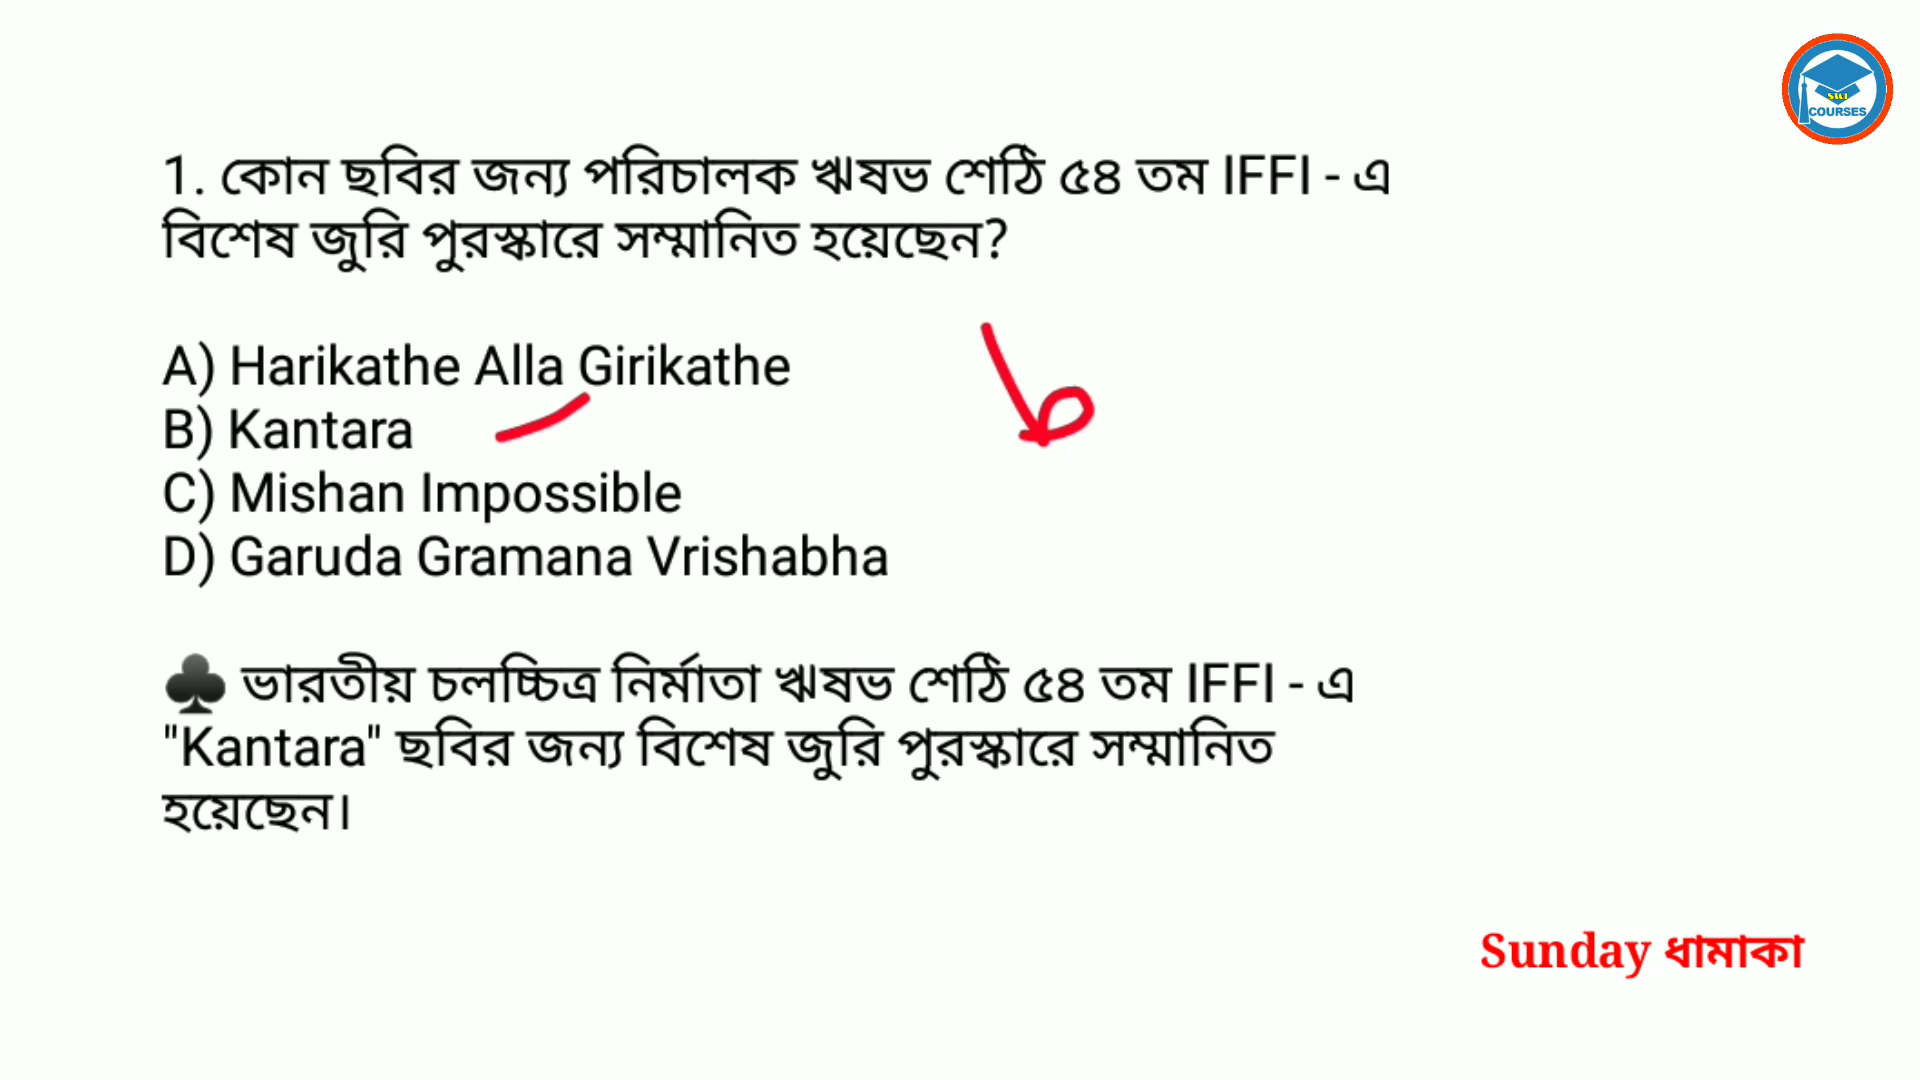 SWI
COURSES
1. কোন ছবির জন্য পরিচালক ঋষভ শেঠি ৫৪ তম IFFI - এ
বিশেষ জুরি পুরস্কারে সম্মানিত হয়েছেন?
A) Harikathe Alla Girikathe
B) Kantara
C) Mishan Impossible
D) Garuda Gramana Vrishabha
♣ ভারতীয় চলচ্চিত্র নির্মাতা ঋষভ শেঠি ৫৪ তম IFFI - এ
"Kantara" ছবির জন্য বিশেষ জুরি পুরস্কারে সম্মানিত
হয়েছেন।
Sunday ধামাকা